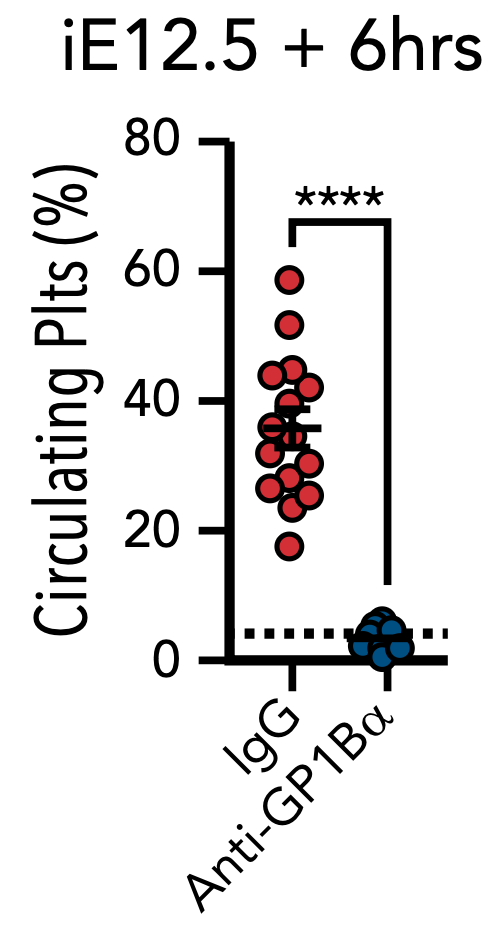 iE12.5 + 6hrs
80
60
40
20
0
Circulating Plts (%)
****
IgG
Anti-GP1Bα